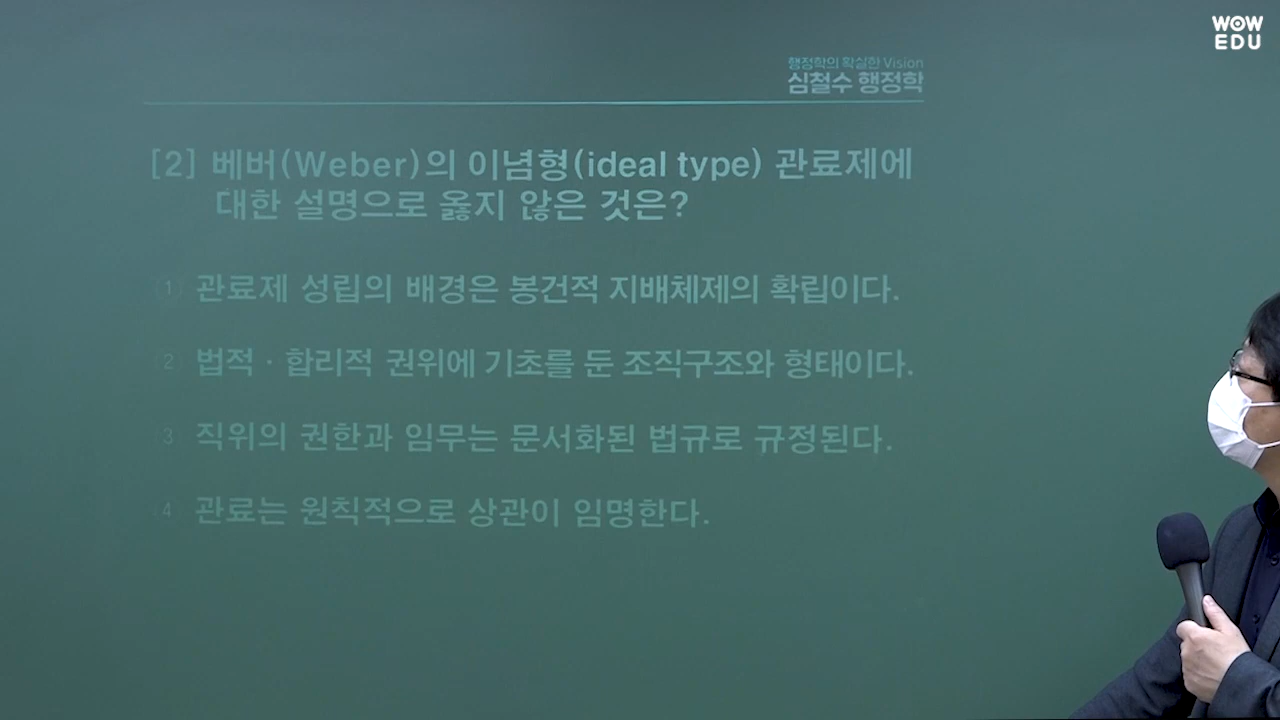 WOW
EDU
행정학의 확실한 Vision
심철수 행정학
[2] 베버(Weber)의 이념형(ideal type) 관료제에
대한 설명으로 옳지 않은 것은?
① 관료제 성립의 배경은 봉건적 지배체제의 확립이다.
② 법적·합리적 권위에 기초를 둔 조직구조와 형태이다.
③ 직위의 권한과 임무는 문서화된 법규로 규정된다.
④ 관료는 원칙적으로 상관이 임명한다.